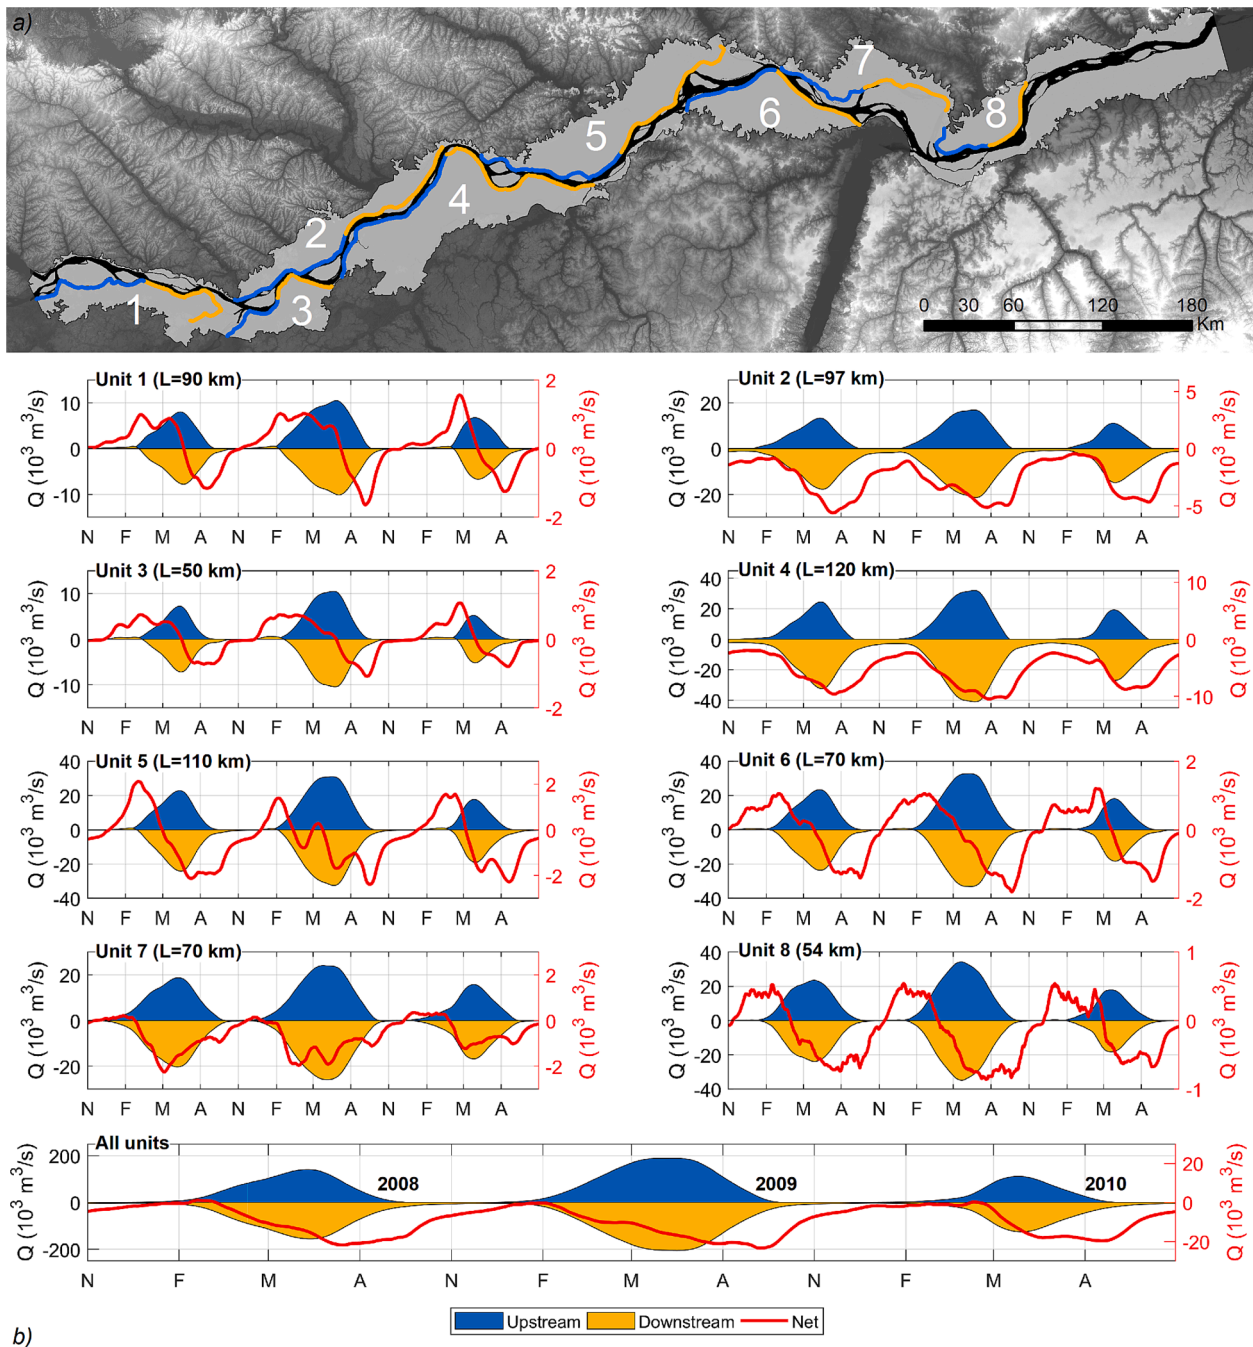 a)
1
2
3
4
5
6
7
8
0 30 60 120 180
Km
Unit 1 (L=90 km)
Q (10³ m³/s)
10
0
-10
2
0
-2
Q (10³ m³/s)
N F M A N F M A N F M A
Unit 2 (L=97 km)
Q (10³ m³/s)
20
0
-20
5
0
-5
Q (10³ m³/s)
N F M A N F M A N F M A
Unit 3 (L=50 km)
Q (10³ m³/s)
10
0
-10
2
0
-2
Q (10³ m³/s)
N F M A N F M A N F M A
Unit 4 (L=120 km)
Q (10³ m³/s)
40
20
0
-20
-40
10
0
-10
Q (10³ m³/s)
N F M A N F M A N F M A
Unit 5 (L=110 km)
Q (10³ m³/s)
40
20
0
-20
-40
2
0
-2
Q (10³ m³/s)
N F M A N F M A N F M A
Unit 6 (L=70 km)
Q (10³ m³/s)
40
20
0
-20
-40
2
0
-2
Q (10³ m³/s)
N F M A N F M A N F M A
Unit 7 (L=70 km)
Q (10³ m³/s)
20
0
-20
2
0
-2
Q (10³ m³/s)
N F M A N F M A N F M A
Unit 8 (54 km)
Q (10³ m³/s)
40
20
0
-20
-40
1
0
-1
Q (10³ m³/s)
N F M A N F M A N F M A
All units
Q (10³ m³/s)
200
0
-200
2008 2009 2010
20
0
-20
Q (10³ m³/s)
N F M A N F M A N F M A
Upstream Downstream Net
b)